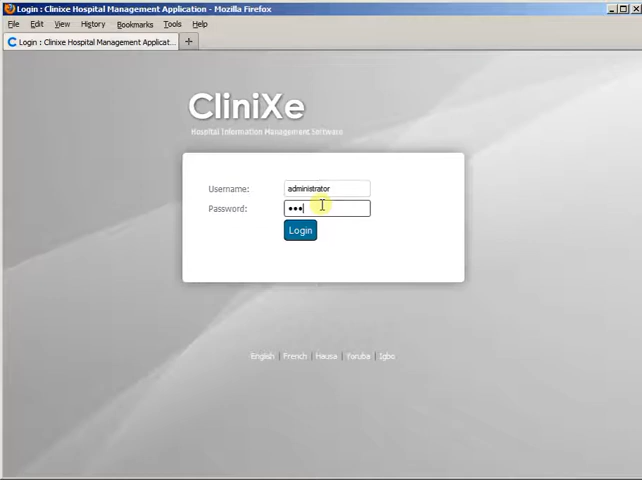 Login : Clinixe Hospital Management Application - Mozilla Firefox
File Edit View History Bookmarks Tools Help
Login : Clinixe Hospital Management Applicat... +
CliniXe
Hospital Information Management Software
Username: administrator
Password: •••
Login
English | French | Hausa | Yoruba | Igbo